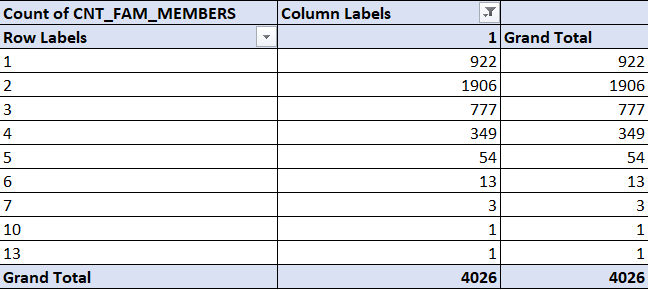 Count of CNT_FAM_MEMBERS Column Labels
Row Labels 1 Grand Total
1 922 922
2 1906 1906
3 777 777
4 349 349
5 54 54
6 13 13
7 3 3
10 1 1
13 1 1
Grand Total 4026 4026